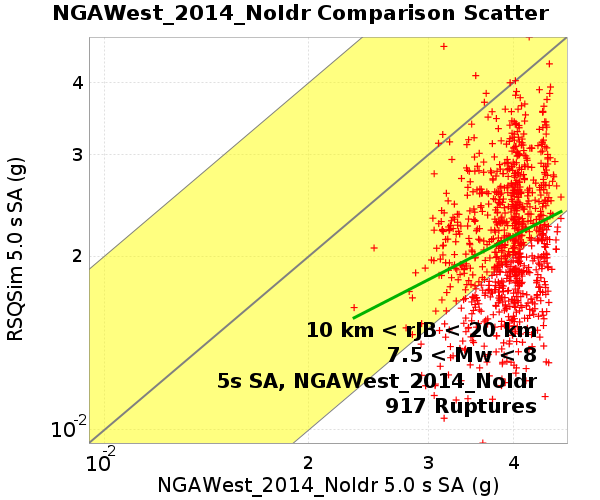 NGAWest_2014_NoIdr Comparison Scatter
RSQSim 5.0 s SA (g)
4
3
2
10-2
10 km < rJB < 20 km
7.5 < Mw < 8
5s SA, NGAWest_2014_NoIdr
917 Ruptures
10-2
2
3
4
NGAWest_2014_NoIdr 5.0 s SA (g)